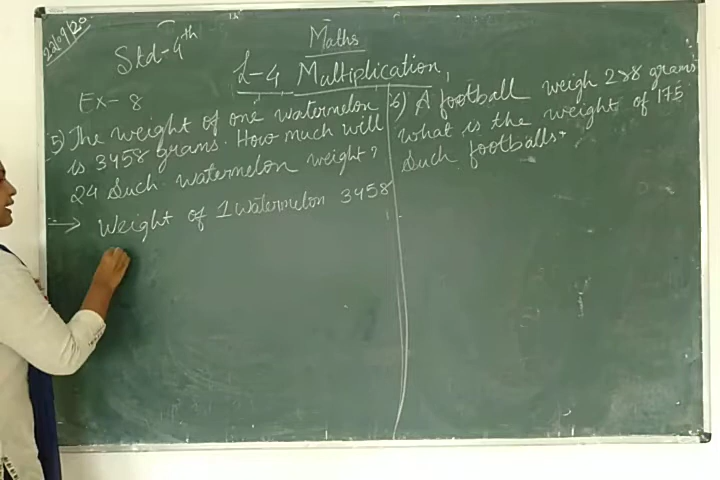 22/09/20
Std-4th
Maths
L-4 Multiplication
Ex-8
5) The weight of one watermelon
is 3458 grams. How much will
24 such watermelon weight?
→ Weight of 1 Watermelon 3458
6) A football weigh 288 grams
what is the weight of 175
such footballs